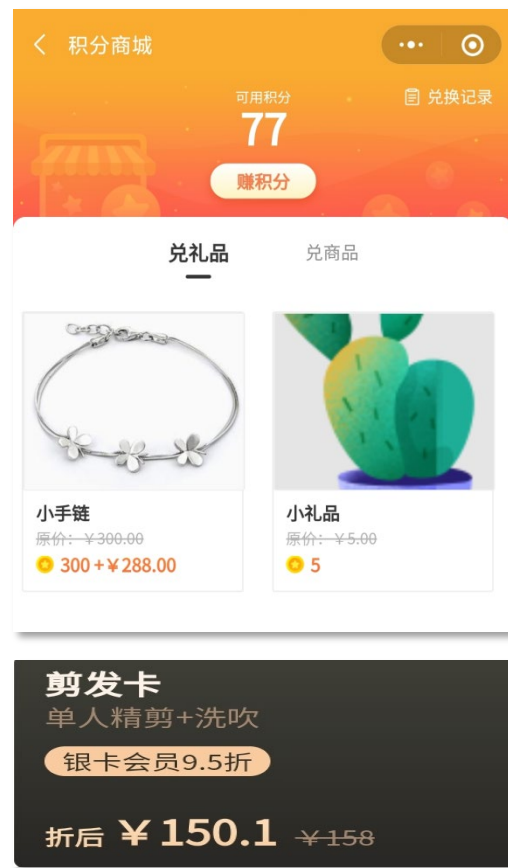 积分商城
可用积分
兑换记录
77
赚积分
兑礼品 兑商品
小手链
原价：￥300.00
300+￥288.00
小礼品
原价：￥5.00
5
剪发卡
单人精剪+洗吹
银卡会员9.5折
折后 ￥150.1 ￥158